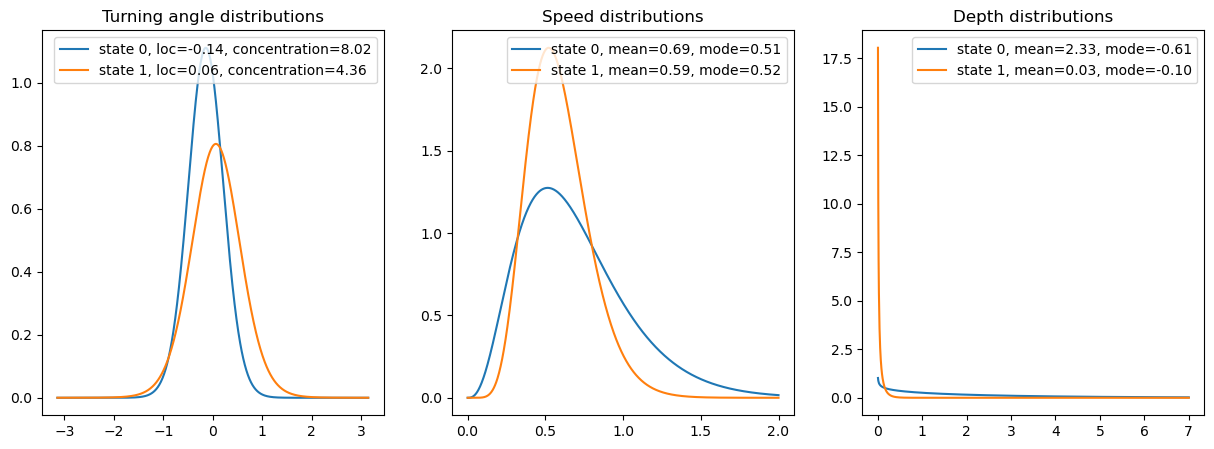 Turning angle distributions
state 0, loc=-0.14, concentration=8.02
state 1, loc=0.06, concentration=4.36
1.0
0.8
0.6
0.4
0.2
0.0
−3 −2 −1 0 1 2 3
Speed distributions
state 0, mean=0.69, mode=0.51
state 1, mean=0.59, mode=0.52
2.0
1.5
1.0
0.5
0.0
0.0 0.5 1.0 1.5 2.0
Depth distributions
state 0, mean=2.33, mode=-0.61
state 1, mean=0.03, mode=-0.10
17.5
15.0
12.5
10.0
7.5
5.0
2.5
0.0
0 1 2 3 4 5 6 7